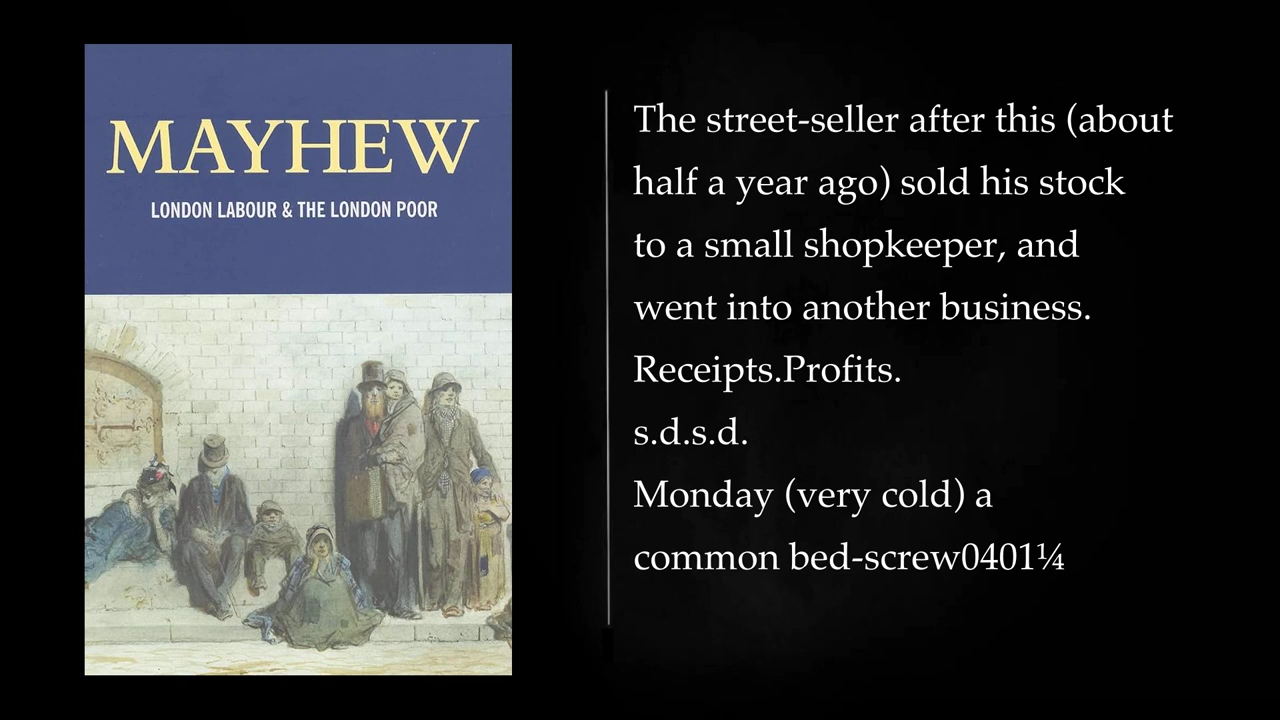 MAYHEW
LONDON LABOUR & THE LONDON POOR
The street-seller after this (about
half a year ago) sold his stock
to a small shopkeeper, and
went into another business.
Receipts.Profits.
s.d.s.d.
Monday (very cold) a
common bed-screw0401¼